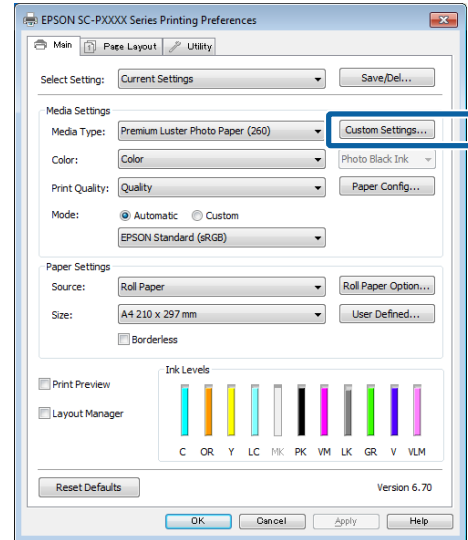 EPSON SC-PXXXX Series Printing Preferences
Main Page Layout Utility
Select Setting: Current Settings Save/Del...
Media Settings
Media Type: Premium Luster Photo Paper (260) Custom Settings...
Color: Color Photo Black Ink
Print Quality: Quality Paper Config...
Mode: Automatic Custom
EPSON Standard (sRGB)
Paper Settings
Source: Roll Paper Roll Paper Option...
Size: A4 210 x 297 mm User Defined...
Borderless
Ink Levels
Print Preview
Layout Manager
C OR Y LC MK PK VM LK GR V VLM
Reset Defaults Version 6.70
OK Cancel Apply Help